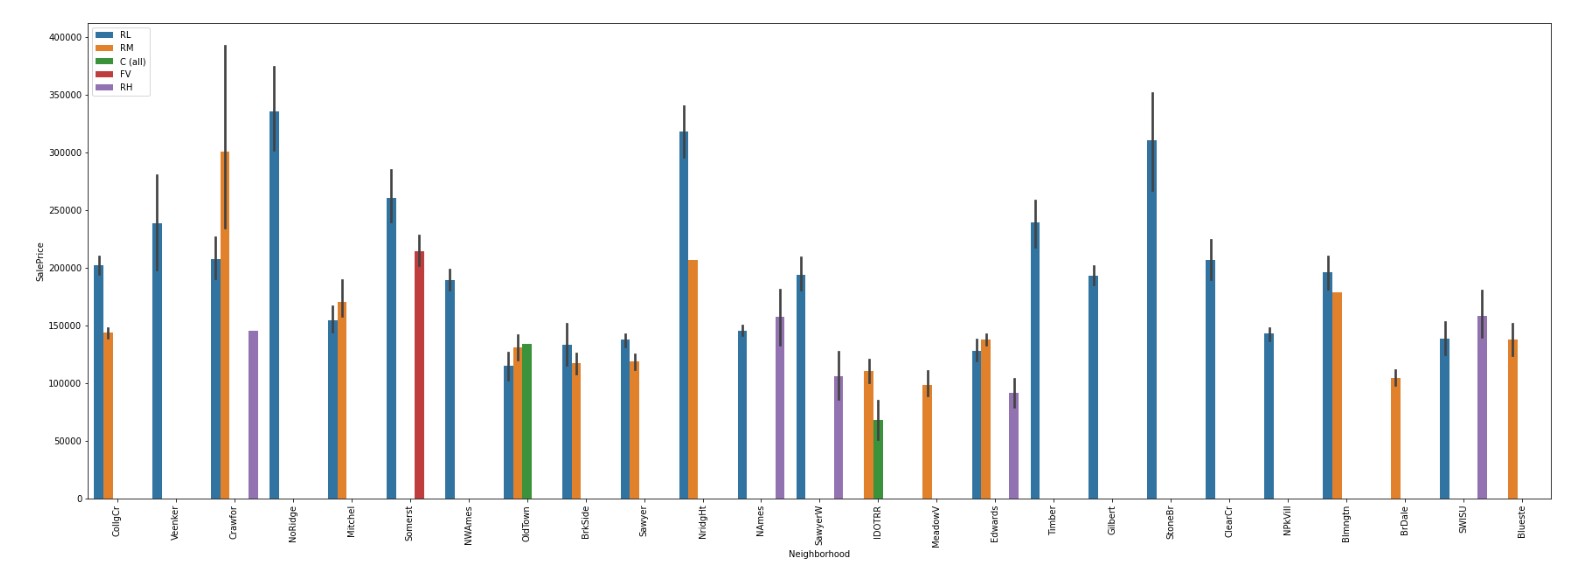 RL
RM
C (all)
FV
RH
400000
350000
300000
250000
200000
150000
100000
50000
0
SalePrice
CollgCr
Veenker
Crawfor
NoRidge
Mitchel
Somerst
NWAmes
OldTown
BrkSide
Sawyer
NridgHt
NAmes
SawyerW
IDOTRR
MeadowV
Edwards
Timber
Gilbert
StoneBr
ClearCr
NPkVill
Blmngtn
BrDale
SWISU
Blueste
Neighborhood